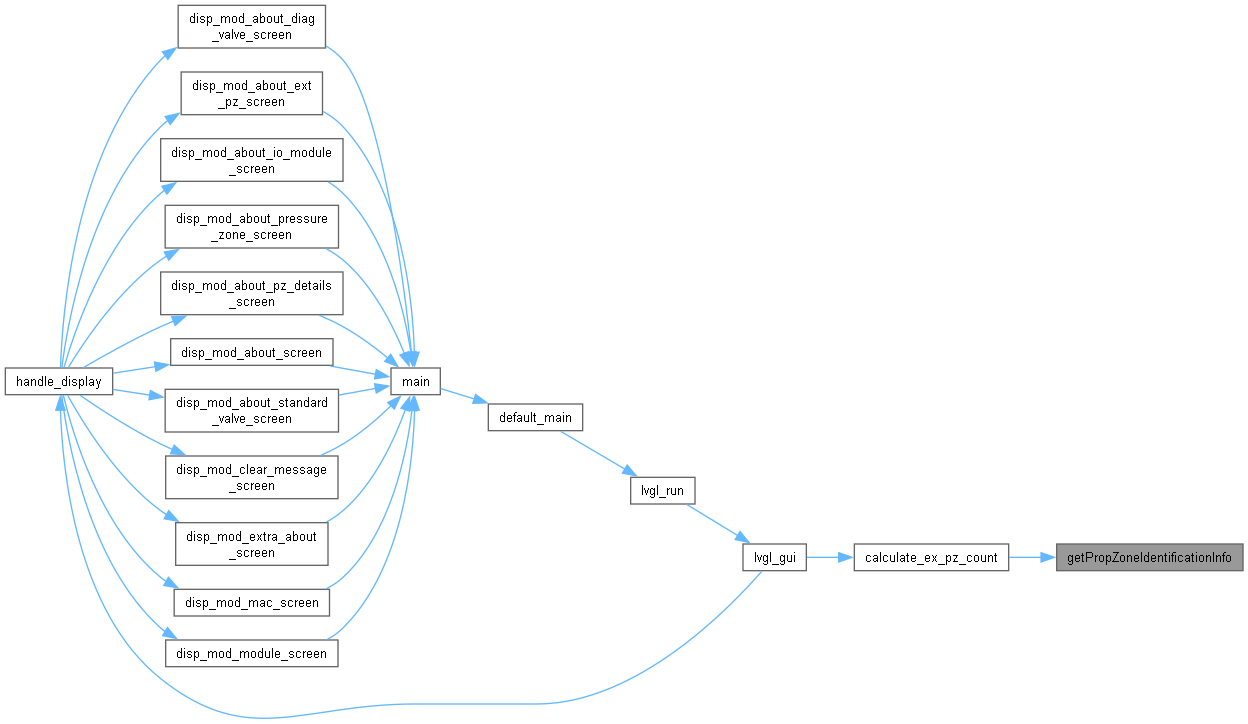 disp_mod_about_diag
_valve_screen
disp_mod_about_ext
_pz_screen
disp_mod_about_io_module
_screen
disp_mod_about_pressure
_zone_screen
disp_mod_about_pz_details
_screen
disp_mod_about_screen
handle_display
main
disp_mod_about_standard
_valve_screen
default_main
disp_mod_clear_message
_screen
lvgl_run
disp_mod_extra_about
_screen
lvgl_gui
calculate_ex_pz_count
getPropZoneIdentificationInfo
disp_mod_mac_screen
disp_mod_module_screen